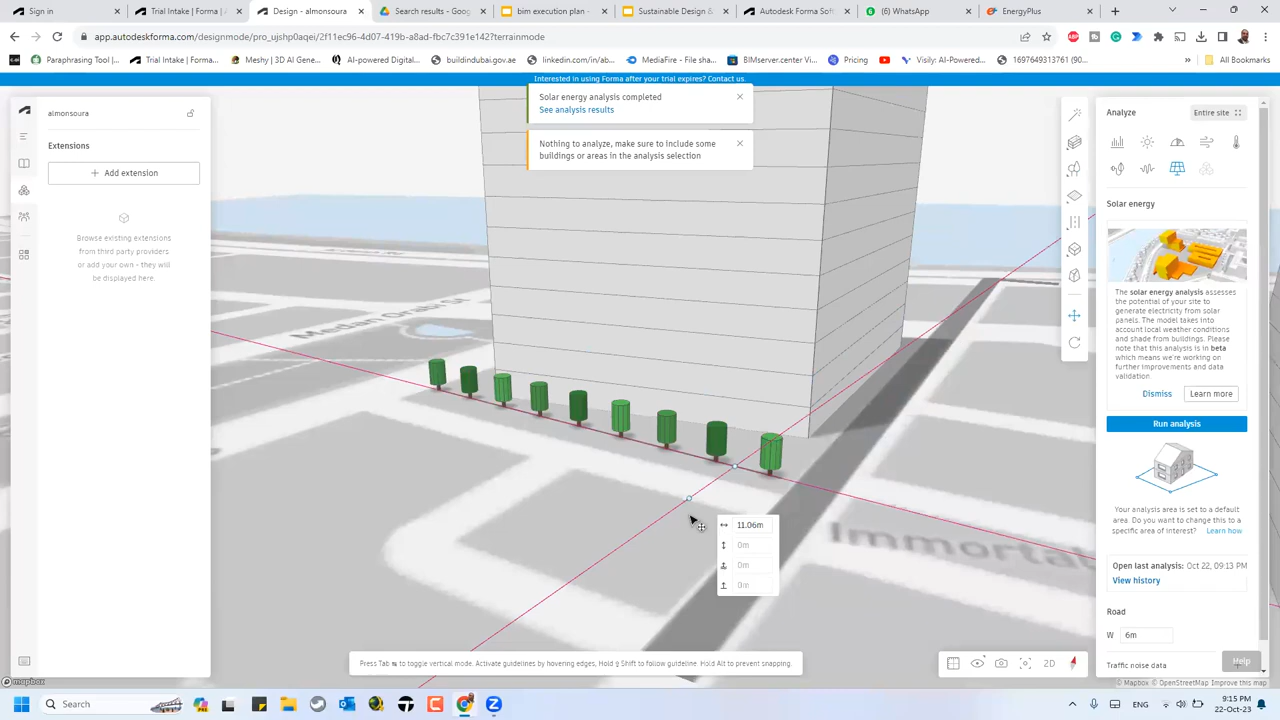 Sign in
Trial Intake | Forma | A
Design - almonsoura
Search results - Goog
bim execution plan -
Sustainable Design &
Autodesk Forma Soft
(6) WhatsApp
EnergyPlus
app.autodeskforma.eu/designmode/pro_ujshp0aqei/2f11ec96-4d07-419b-a8ad-fbc7c391e142?terrainmode
Paraphrasing Tool |...
Trial Intake | Forma...
Meshy | 3D AI Gene...
AI-powered Digital...
buildindubai.gov.ae
linkedin.com/in/ab...
MediaFire - File sha...
BIMserver.center Vi...
Pricing
Visily: AI-Powered...
1697649313761 (90...
All Bookmarks
Interested in using Forma after your trial expires? Contact us.
almonsoura
Extensions
+ Add extension
Browse existing extensions
from third party providers
or add your own - they will
be displayed here.
Solar energy analysis completed
See analysis results
Nothing to analyze, make sure to include some
buildings or areas in the analysis selection
Medan
Immorta
11.06m
0m
0m
0m
Press Tab to toggle vertical mode. Activate guidelines by hovering edges, Hold Shift to follow guideline. Hold Alt to prevent snapping.
2D
Analyze
Entire site
Solar energy
The solar energy analysis assesses
the potential of your site to
generate electricity from solar
panels. The model takes into
account local weather conditions
and shade from buildings. Please
note that this analysis is in beta
which means we're working on
further improvements and data
validation.
Dismiss
Learn more
Run analysis
Your analysis area is set to a default
area. Do you want to change this to a
specific area of interest? Learn how
Open last analysis: Oct 22, 09:13 PM
View history
Road
W 6m
Traffic noise data
Help
mapbox
© Mapbox © OpenStreetMap Improve this map
Search
ENG
9:15 PM
22-Oct-23